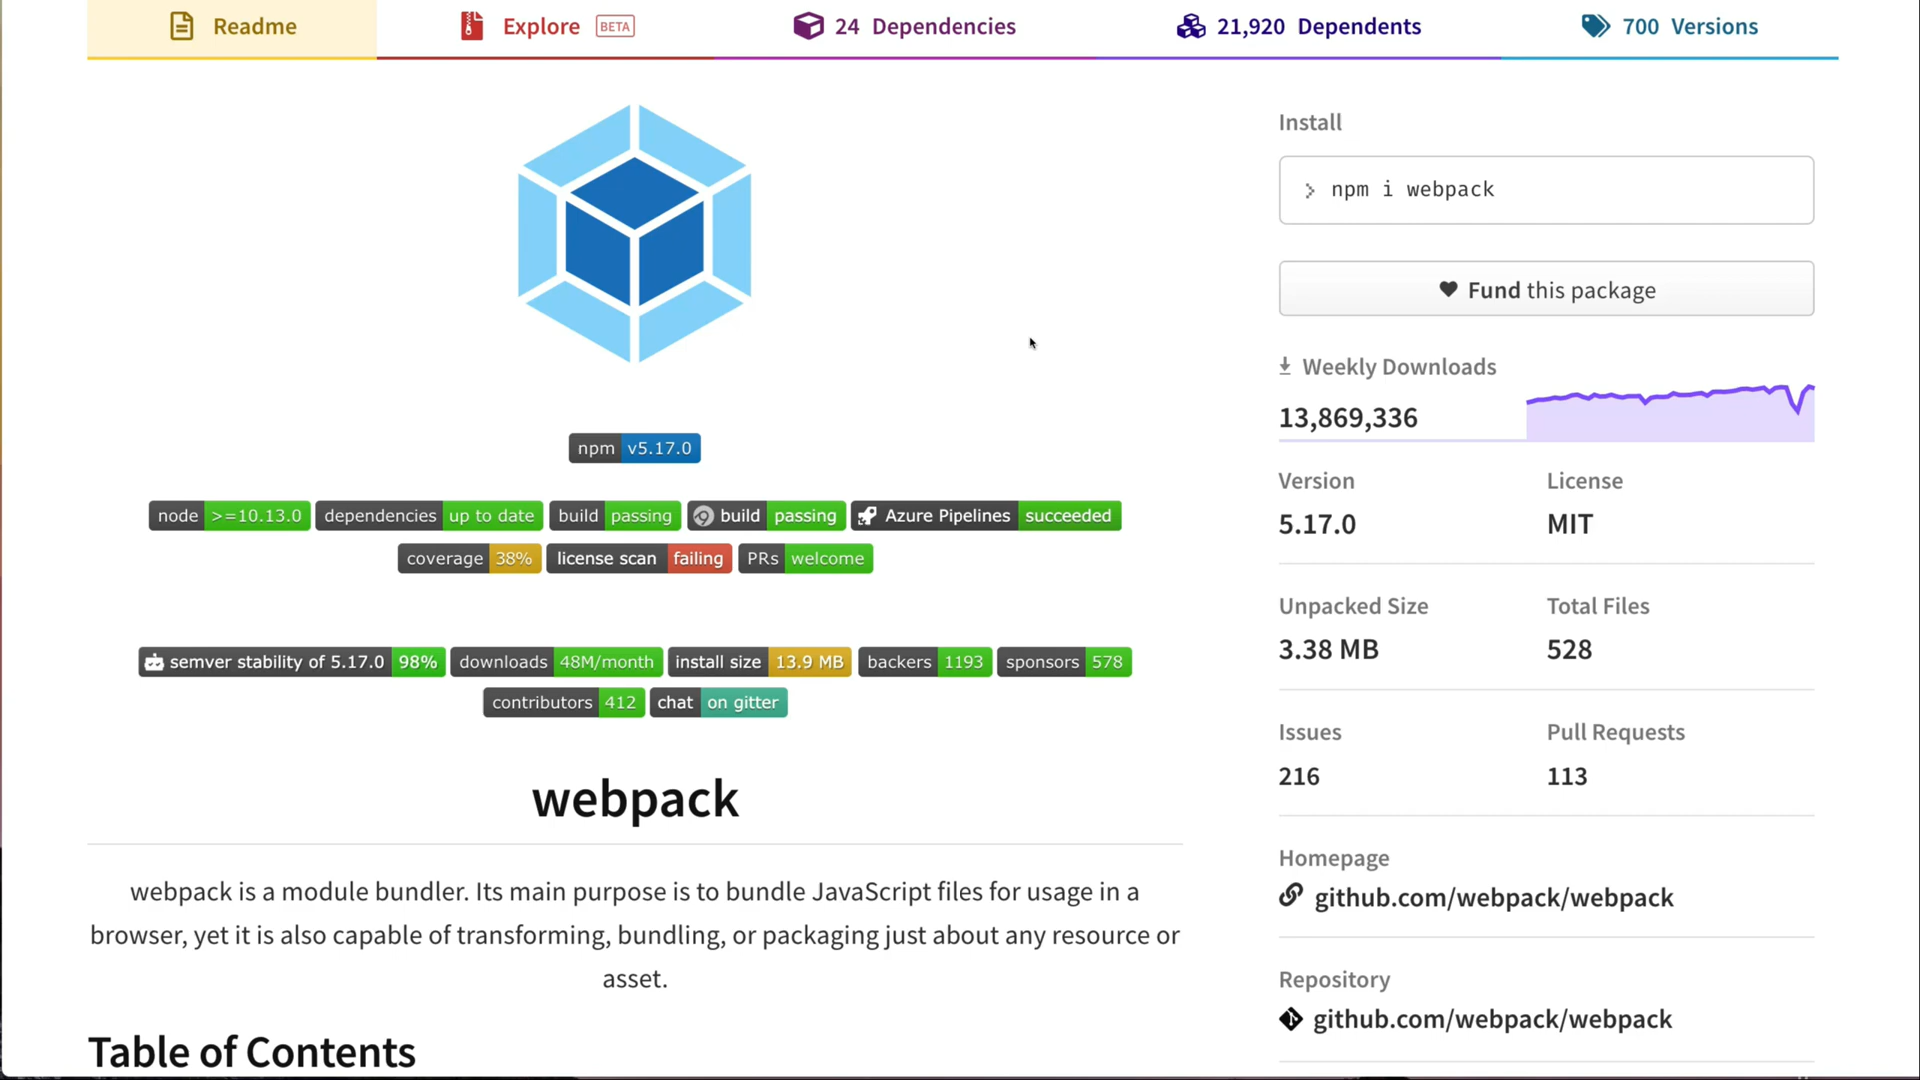 Readme
Explore BETA
24 Dependencies
21,920 Dependents
700 Versions
npm v5.17.0
node >=10.13.0 dependencies up to date build passing build passing Azure Pipelines succeeded
coverage 38% license scan failing PRs welcome
semver stability of 5.17.0 98% downloads 48M/month install size 13.9 MB backers 1193 sponsors 578
contributors 412 chat on gitter
webpack
webpack is a module bundler. Its main purpose is to bundle JavaScript files for usage in a
browser, yet it is also capable of transforming, bundling, or packaging just about any resource or
asset.
Table of Contents
Install
> npm i webpack
Fund this package
Weekly Downloads
13,869,336
Version
5.17.0
License
MIT
Unpacked Size
3.38 MB
Total Files
528
Issues
216
Pull Requests
113
Homepage
github.com/webpack/webpack
Repository
github.com/webpack/webpack